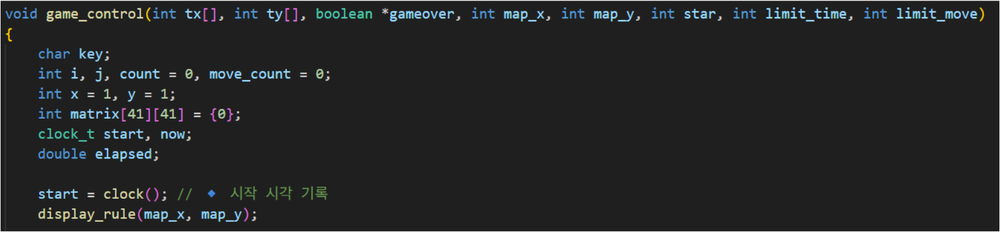 void game_control(int tx[], int ty[], boolean *gameover, int map_x, int map_y, int star, int limit_time, int limit_move)
{
    char key;
    int i, j, count = 0, move_count = 0;
    int x = 1, y = 1;
    int matrix[41][41] = {0};
    clock_t start, now;
    double elapsed;

    start = clock(); // 🔹 시작 시각 기록
    display_rule(map_x, map_y);